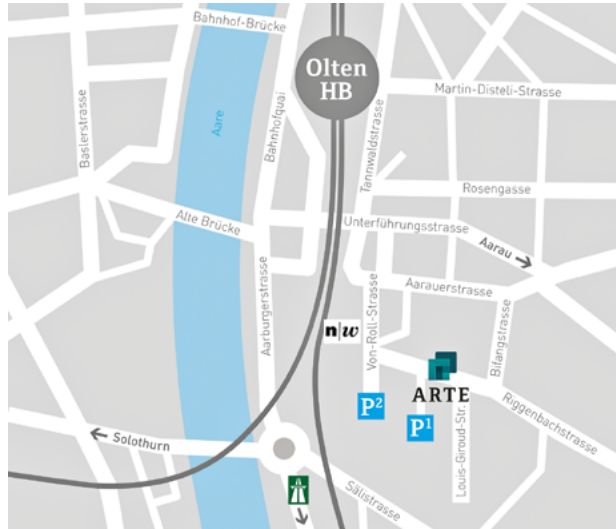 Bahnhof-Brücke
Olten
HB
Martin-Disteli-Strasse
Baslerstrasse
Aare
Bahnhofquai
Tannwaldstrasse
Rosengasse
Alte Brücke
Unterführungsstrasse
Aarau
Aarburgerstrasse
Aarauerstrasse
n|w
Von-Roll-Strasse
Bifangstrasse
ARTE
P²
P¹
Riggenbachstrasse
Louis-Giroud-Str.
Solothurn
Sälistrasse